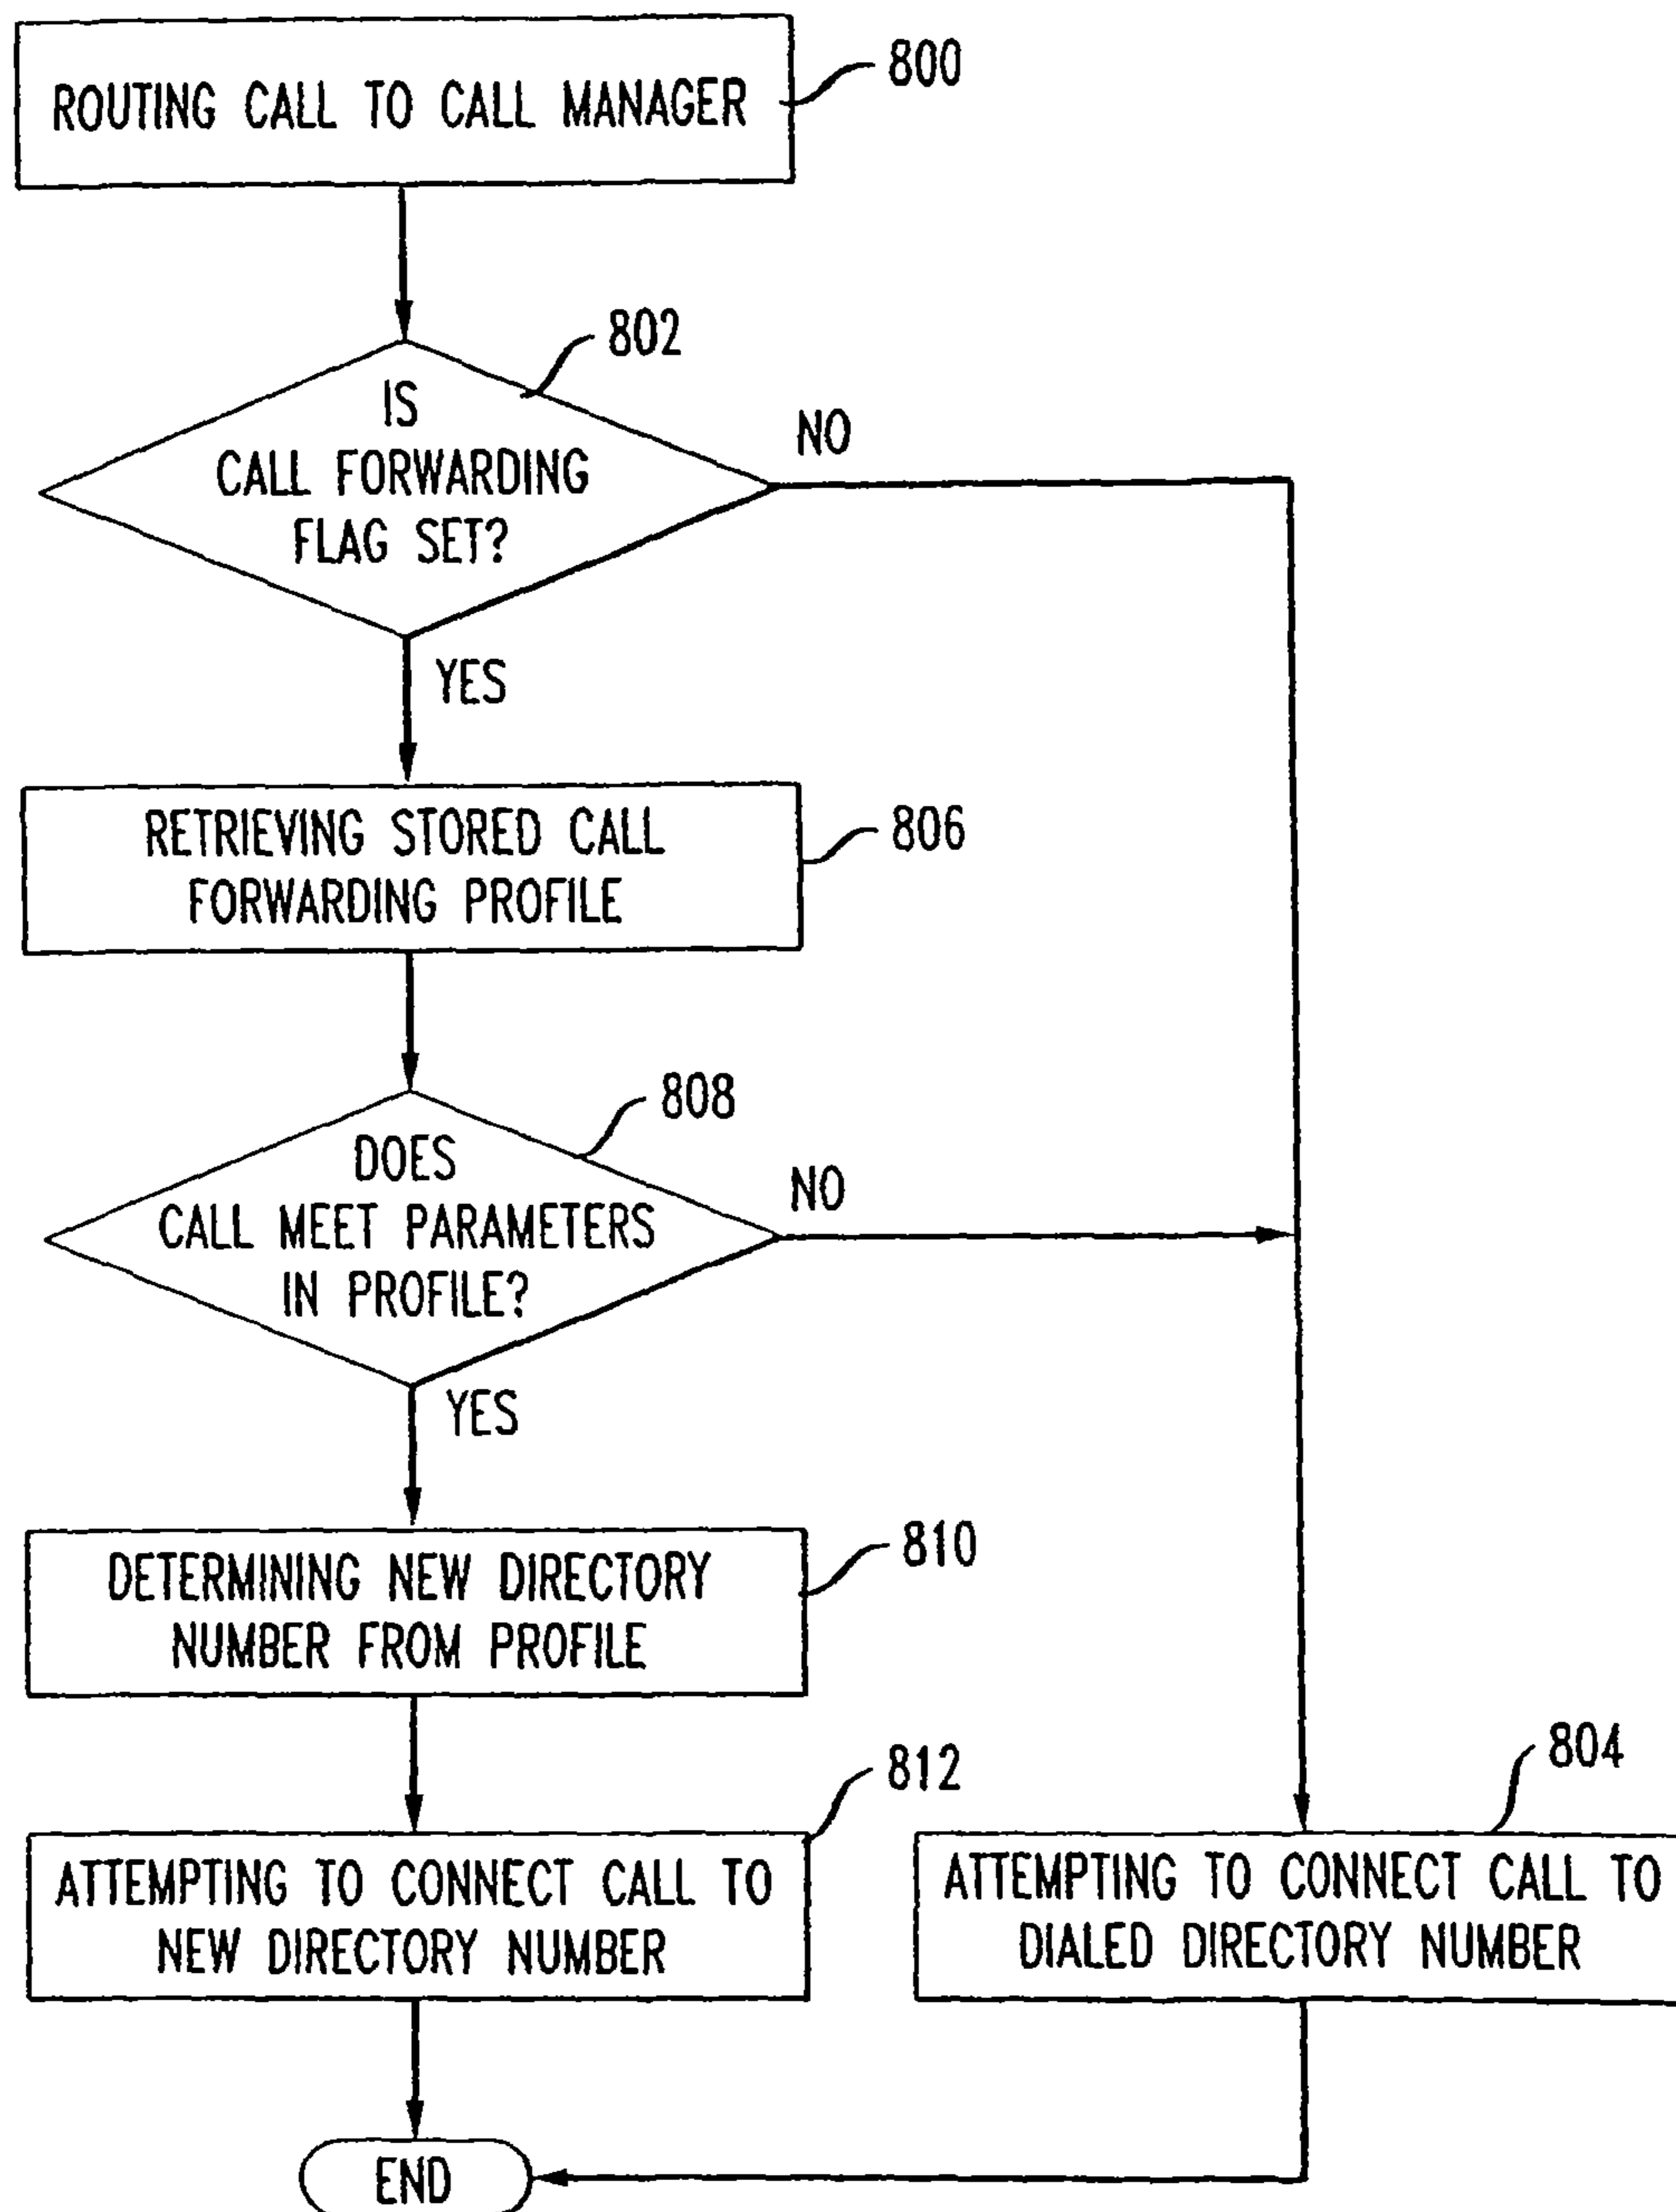 ROUTING CALL TO CALL MANAGER
800
802
IS
CALL FORWARDING
FLAG SET?
NO
YES
RETRIEVING STORED CALL
FORWARDING PROFILE
806
808
DOES
CALL MEET PARAMETERS
IN PROFILE?
NO
YES
DETERMINING NEW DIRECTORY
NUMBER FROM PROFILE
810
812
ATTEMPTING TO CONNECT CALL TO
NEW DIRECTORY NUMBER
804
ATTEMPTING TO CONNECT CALL TO
DIALED DIRECTORY NUMBER
END